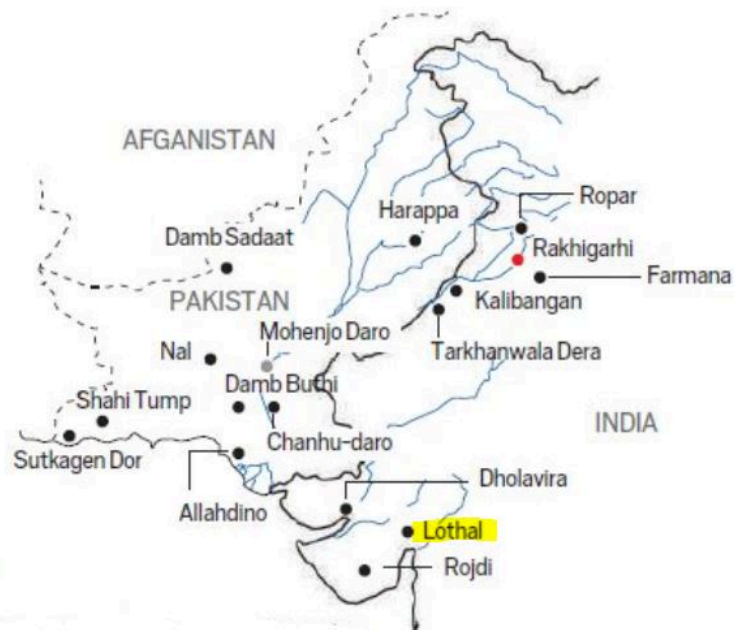 AFGANISTAN
Ropar
Harappa
Damb Sadaat
Rakhigarhi
Farmana
PAKISTAN
Kalibangan
Mohenjo Daro
Nal
Tarkhanwala Dera
Damb Buthi
Shahi Tump
INDIA
Chanhu-daro
Sutkagen Dor
Dholavira
Allahdino
Lothal
Rojdi